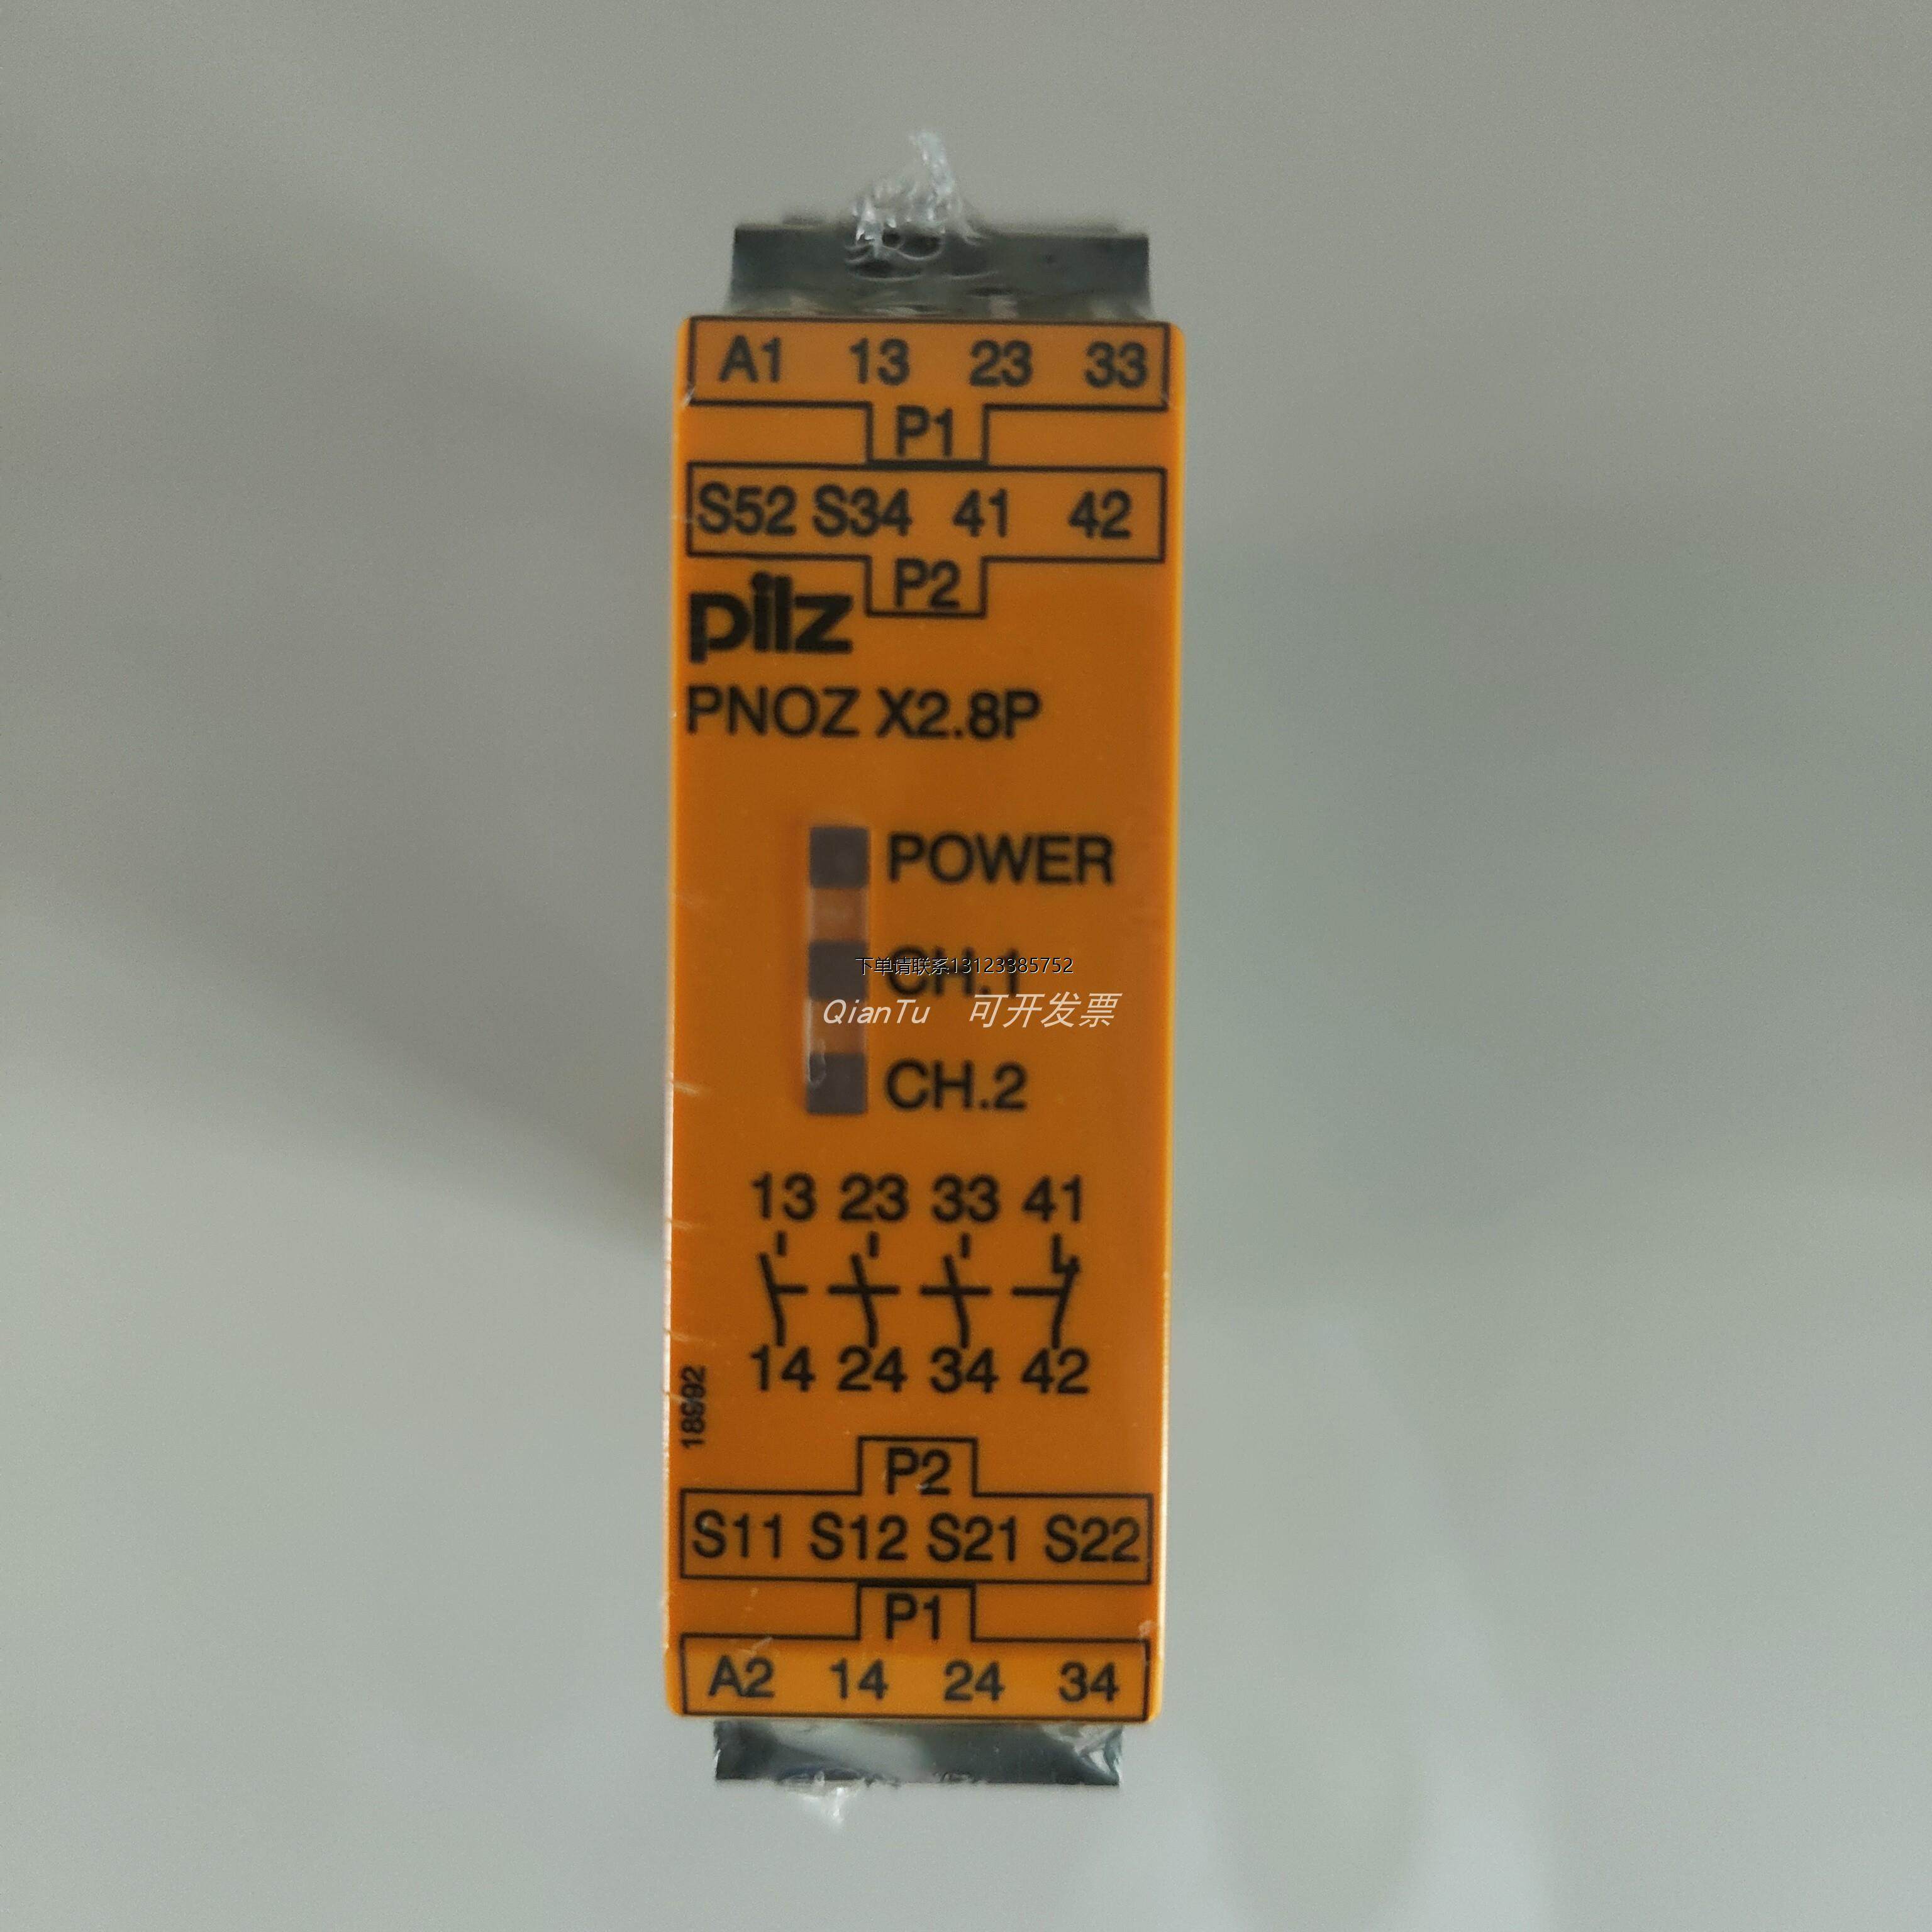 A1 13 23 33
P1
S52 S34 41 42
P2
pilz
PNOZ X2.8P
POWER
CH.1
下单请联系13123385752
QianTu 可开发票
CH.2
13 23 33 41
14 24 34 42
18992
P2
S11 S12 S21 S22
P1
A2 14 24 34